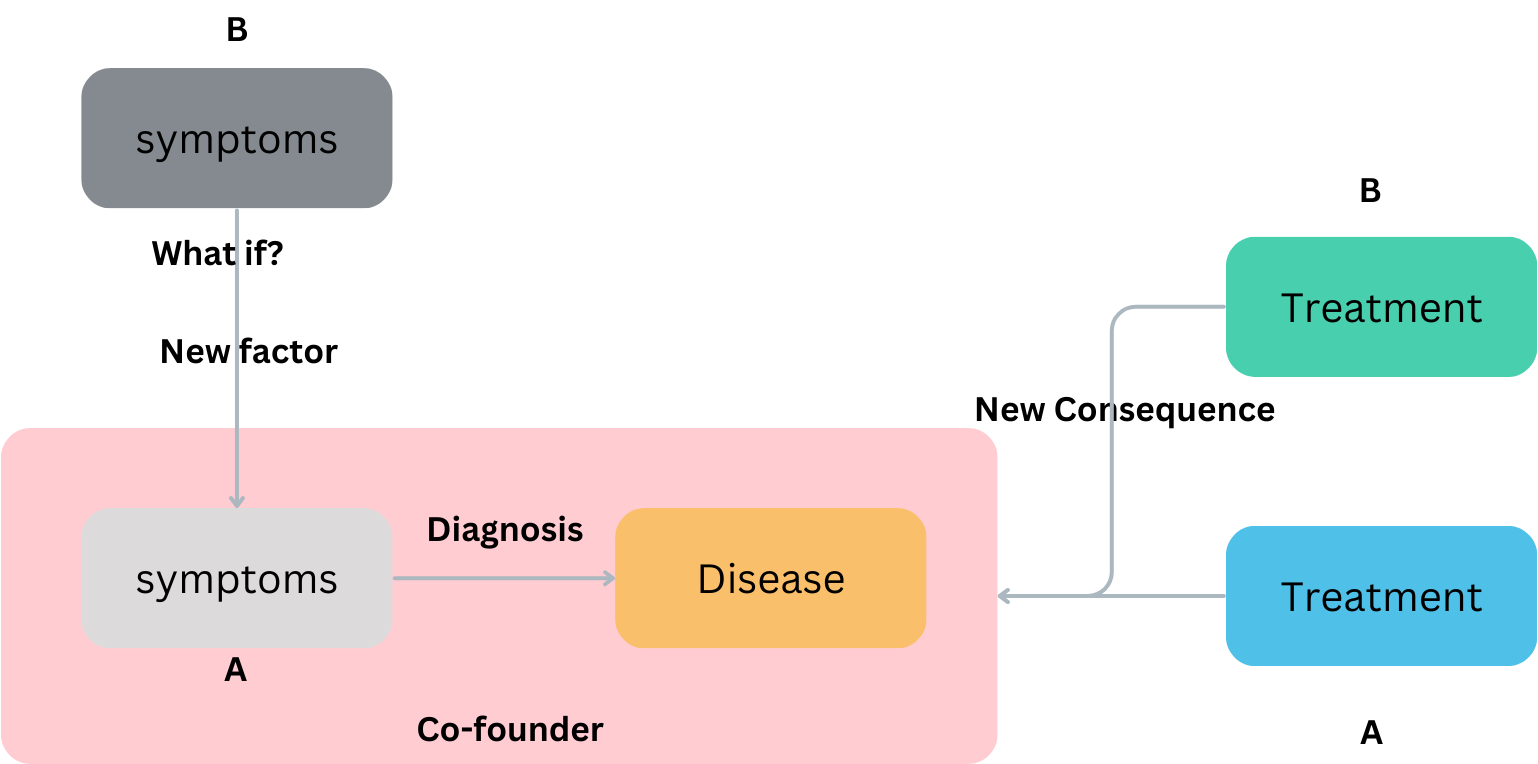 B
symptoms
What if?
New factor
B
Treatment
New Consequence
symptoms
A
Diagnosis
Disease
Co-founder
Treatment
A